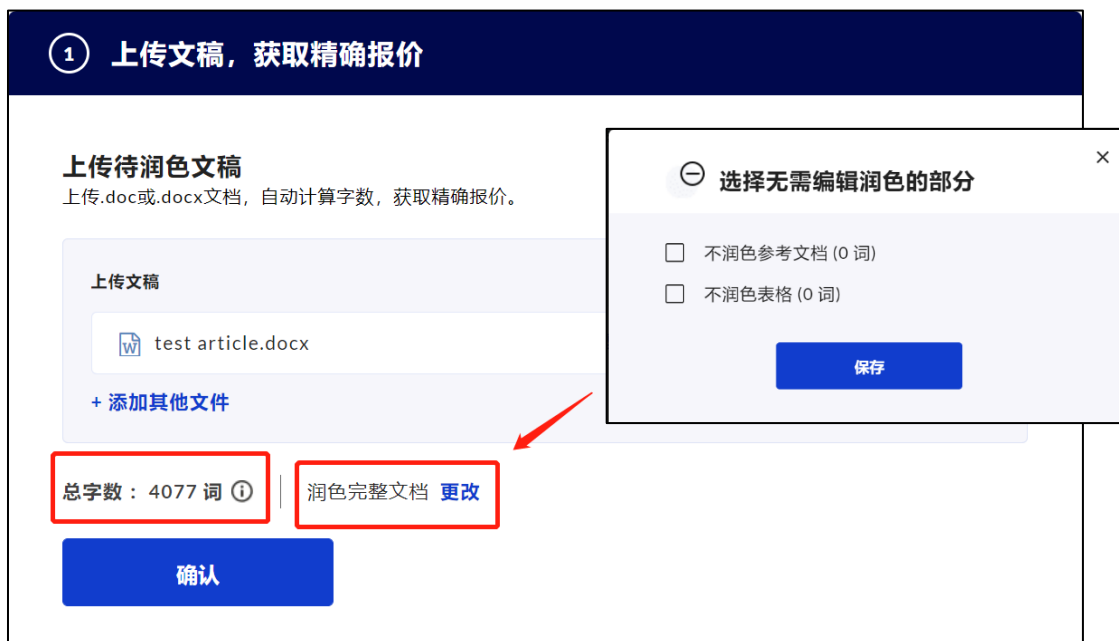 1 上传文稿，获取精确报价
上传待润色文稿
上传.doc或.docx文档，自动计算字数，获取精确报价。
上传文稿
W test article.docx
+ 添加其他文件
总字数： 4077 词
润色完整文档 更改
确认
选择无需编辑润色的部分
不润色参考文档 (0 词)
不润色表格 (0 词)
保存